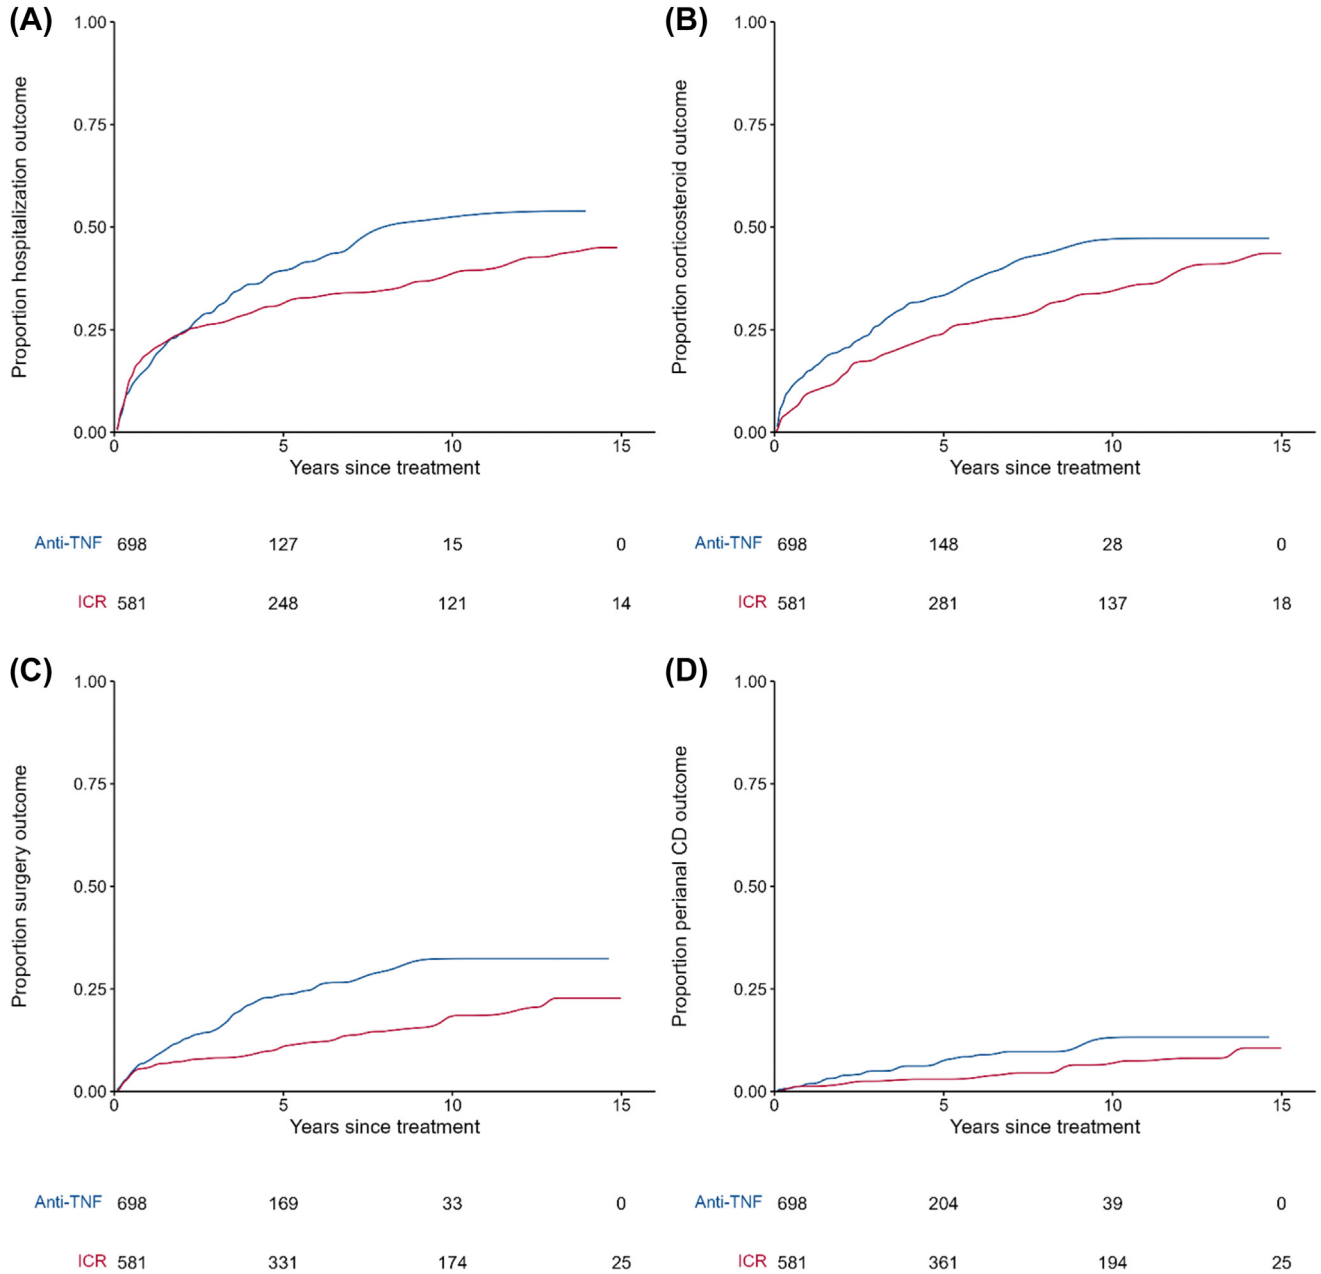 (A)
Proportion hospitalization outcome
1.00
0.75
0.50
0.25
0.00
0 5 10 15
Years since treatment
Anti-TNF 698 127 15 0
ICR 581 248 121 14
(B)
Proportion corticosteroid outcome
1.00
0.75
0.50
0.25
0.00
0 5 10 15
Years since treatment
Anti-TNF 698 148 28 0
ICR 581 281 137 18
(C)
Proportion surgery outcome
1.00
0.75
0.50
0.25
0.00
0 5 10 15
Years since treatment
Anti-TNF 698 169 33 0
ICR 581 331 174 25
(D)
Proportion perianal CD outcome
1.00
0.75
0.50
0.25
0.00
0 5 10 15
Years since treatment
Anti-TNF 698 204 39 0
ICR 581 361 194 25